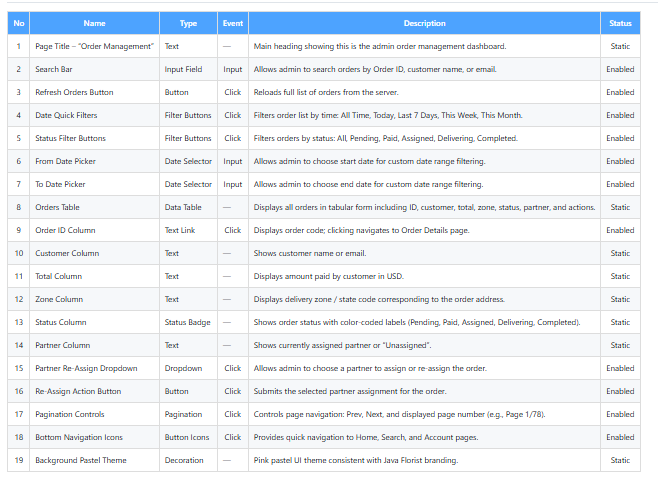 No Name Type Event Description Status
1 Page Title – "Order Management" Text — Main heading showing this is the admin order management dashboard. Static
2 Search Bar Input Field Input Allows admin to search orders by Order ID, customer name, or email. Enabled
3 Refresh Orders Button Button Click Reloads full list of orders from the server. Enabled
4 Date Quick Filters Filter Buttons Click Filters order list by time: All Time, Today, Last 7 Days, This Week, This Month. Enabled
5 Status Filter Buttons Filter Buttons Click Filters orders by status: All, Pending, Paid, Assigned, Delivering, Completed. Enabled
6 From Date Picker Date Selector Input Allows admin to choose start date for custom date range filtering. Enabled
7 To Date Picker Date Selector Input Allows admin to choose end date for custom date range filtering. Enabled
8 Orders Table Data Table — Displays all orders in tabular form including ID, customer, total, zone, status, partner, and actions. Static
9 Order ID Column Text Link Click Displays order code; clicking navigates to Order Details page. Enabled
10 Customer Column Text — Shows customer name or email. Static
11 Total Column Text — Displays amount paid by customer in USD. Static
12 Zone Column Text — Displays delivery zone / state code corresponding to the order address. Static
13 Status Column Status Badge — Shows order status with color-coded labels (Pending, Paid, Assigned, Delivering, Completed). Static
14 Partner Column Text — Shows currently assigned partner or "Unassigned". Static
15 Partner Re-Assign Dropdown Dropdown Click Allows admin to choose a partner to assign or re-assign the order. Enabled
16 Re-Assign Action Button Button Click Submits the selected partner assignment for the order. Enabled
17 Pagination Controls Pagination Click Controls page navigation: Prev, Next, and displayed page number (e.g., Page 1/78). Enabled
18 Bottom Navigation Icons Button Icons Click Provides quick navigation to Home, Search, and Account pages. Enabled
19 Background Pastel Theme Decoration — Pink pastel UI theme consistent with Java Florist branding. Static